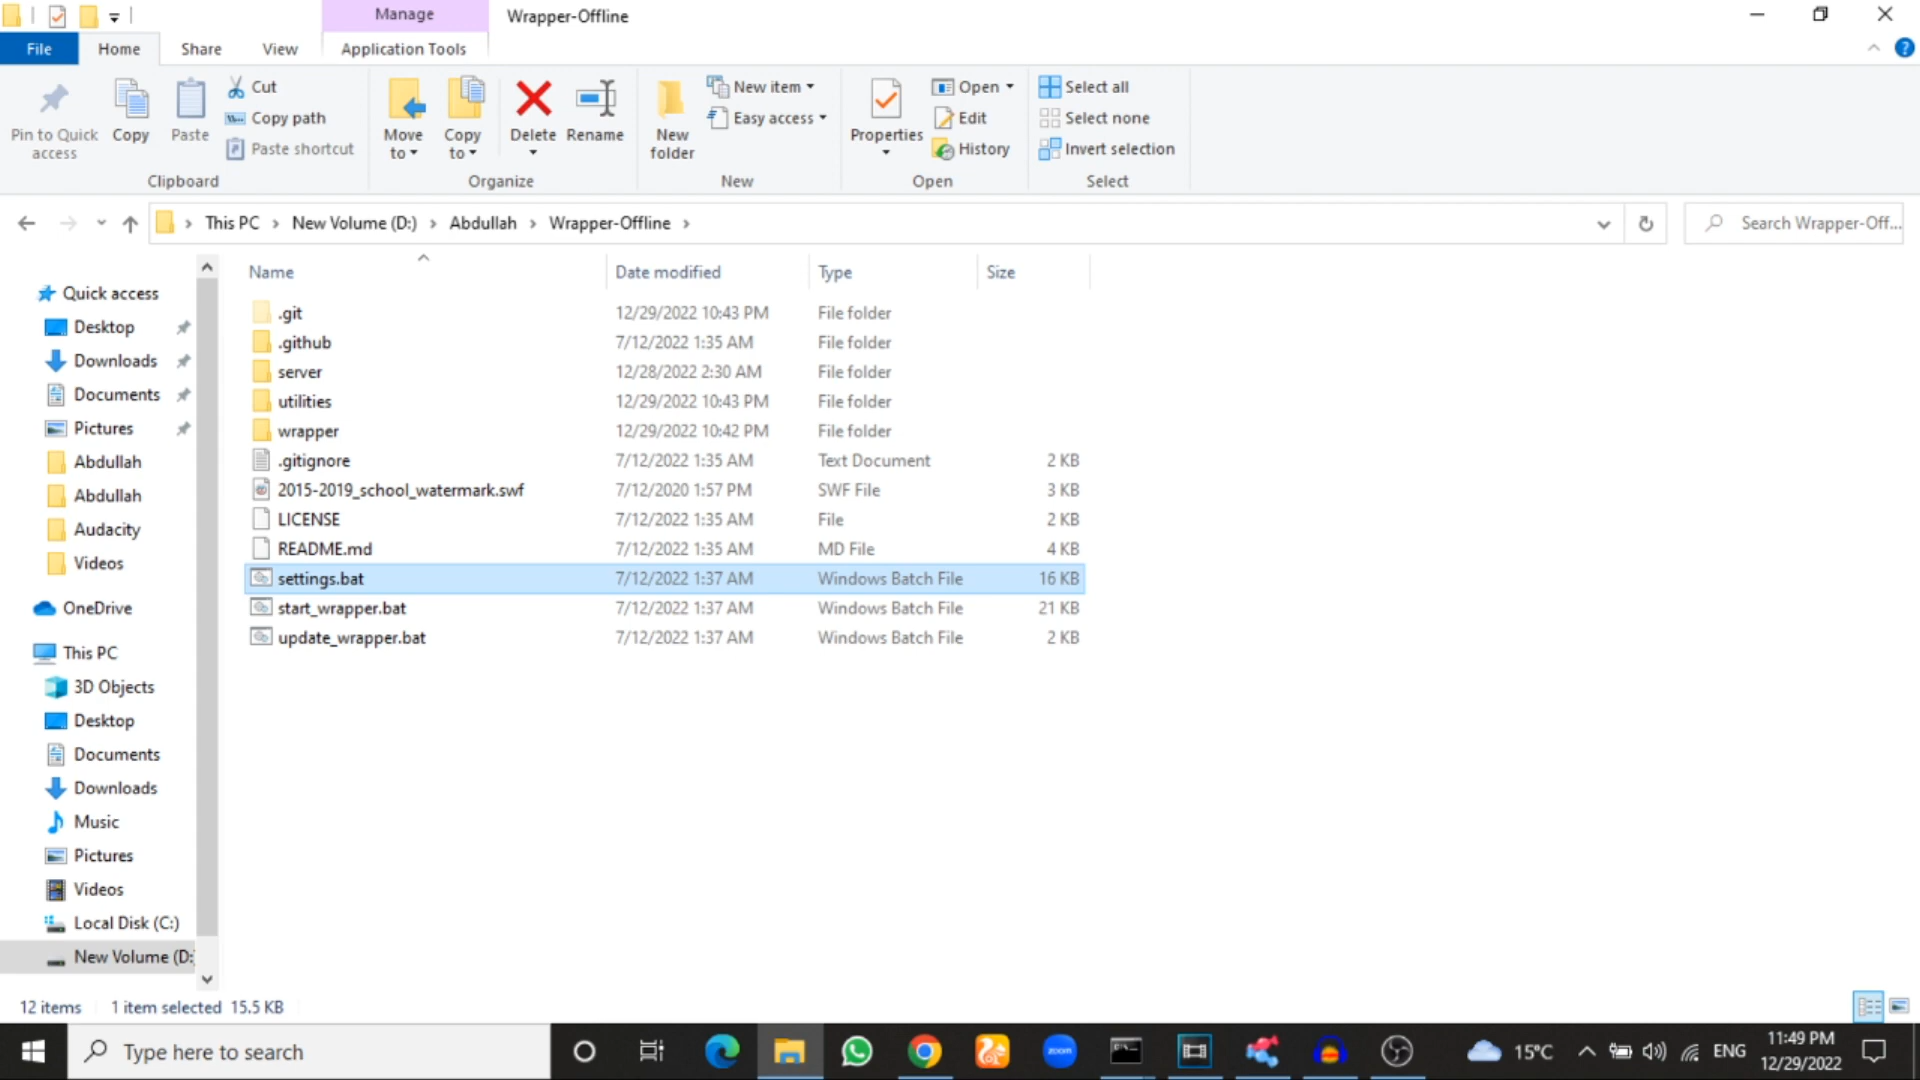 Manage
Wrapper-Offline
File
Home
Share
View
Application Tools
Pin to Quick
access
Copy
Paste
Cut
Copy path
Paste shortcut
Clipboard
Move
to
Copy
to
Delete
Rename
Organize
New
folder
New item
Easy access
New
Properties
Open
Edit
History
Open
Select all
Select none
Invert selection
Select
This PC
New Volume (D:)
Abdullah
Wrapper-Offline
Search Wrapper-Off...
Name
Date modified
Type
Size
.git 12/29/2022 10:43 PM File folder
.github 7/12/2022 1:35 AM File folder
server 12/28/2022 2:30 AM File folder
utilities 12/29/2022 10:43 PM File folder
wrapper 12/29/2022 10:42 PM File folder
.gitignore 7/12/2022 1:35 AM Text Document 2 KB
2015-2019_school_watermark.swf 7/12/2020 1:57 PM SWF File 3 KB
LICENSE 7/12/2022 1:35 AM File 2 KB
README.md 7/12/2022 1:35 AM MD File 4 KB
settings.bat 7/12/2022 1:37 AM Windows Batch File 16 KB
start_wrapper.bat 7/12/2022 1:37 AM Windows Batch File 21 KB
update_wrapper.bat 7/12/2022 1:37 AM Windows Batch File 2 KB
Quick access
Desktop
Downloads
Documents
Pictures
Abdullah
Abdullah
Audacity
Videos
OneDrive
This PC
3D Objects
Desktop
Documents
Downloads
Music
Pictures
Videos
Local Disk (C:)
New Volume (D:
12 items
1 item selected 15.5 KB
Type here to search
zoom
15°C
ENG
11:49 PM
12/29/2022